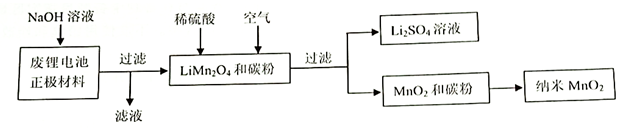 NaOH 溶液
稀硫酸
空气
Li₂SO₄ 溶液
废锂电池
正极材料
过滤
LiMn₂O₄ 和碳粉
过滤
滤液
MnO₂ 和碳粉
纳米 MnO₂